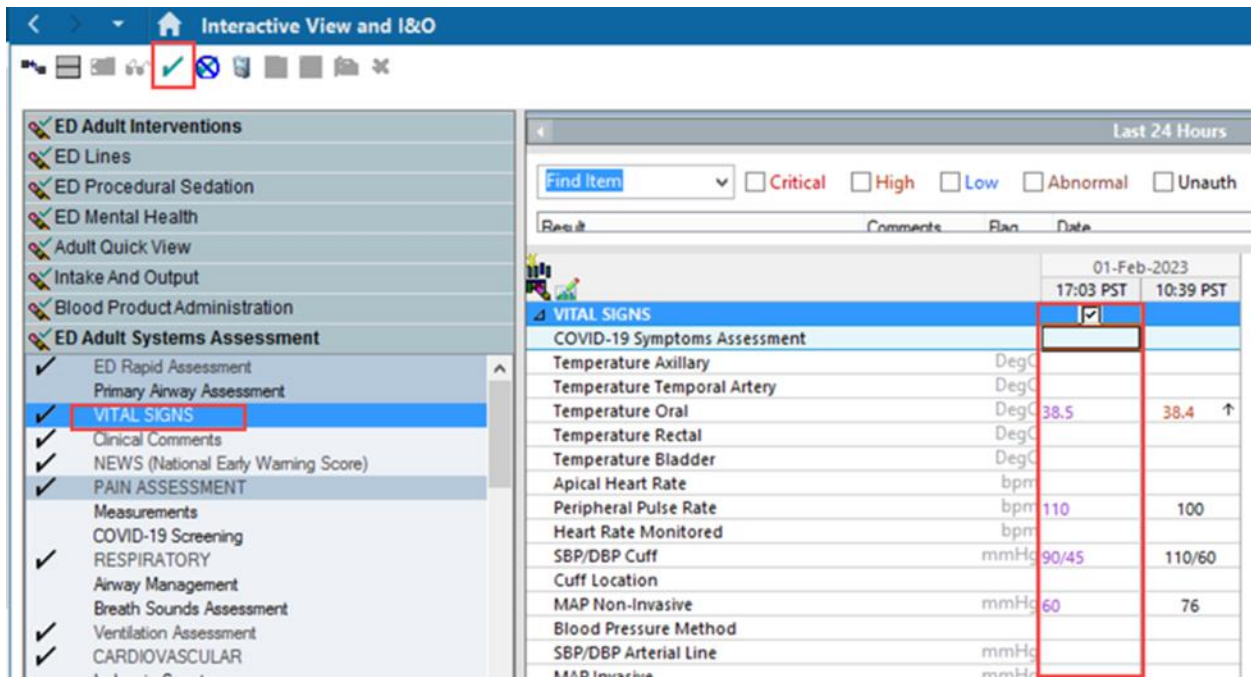 Interactive View and I&O
ED Adult Interventions
ED Lines
ED Procedural Sedation
ED Mental Health
Adult Quick View
Intake And Output
Blood Product Administration
ED Adult Systems Assessment
ED Rapid Assessment
Primary Airway Assessment
VITAL SIGNS
Clinical Comments
NEWS (National Early Warning Score)
PAIN ASSESSMENT
Measurements
COVID-19 Screening
RESPIRATORY
Airway Management
Breath Sounds Assessment
Ventilation Assessment
CARDIOVASCULAR
Last 24 Hours
Find Item Critical High Low Abnormal Unauth
Result Comments Flag Date
01-Feb-2023
17:03 PST 10:39 PST
VITAL SIGNS
COVID-19 Symptoms Assessment
Temperature Axillary DegC
Temperature Temporal Artery DegC
Temperature Oral DegC 38.5 38.4 ↑
Temperature Rectal DegC
Temperature Bladder DegC
Apical Heart Rate bpm
Peripheral Pulse Rate bpm 110 100
Heart Rate Monitored bpm
SBP/DBP Cuff mmHg 90/45 110/60
Cuff Location
MAP Non-Invasive mmHg 60 76
Blood Pressure Method
SBP/DBP Arterial Line mmHg
MAP Invasive mmHg